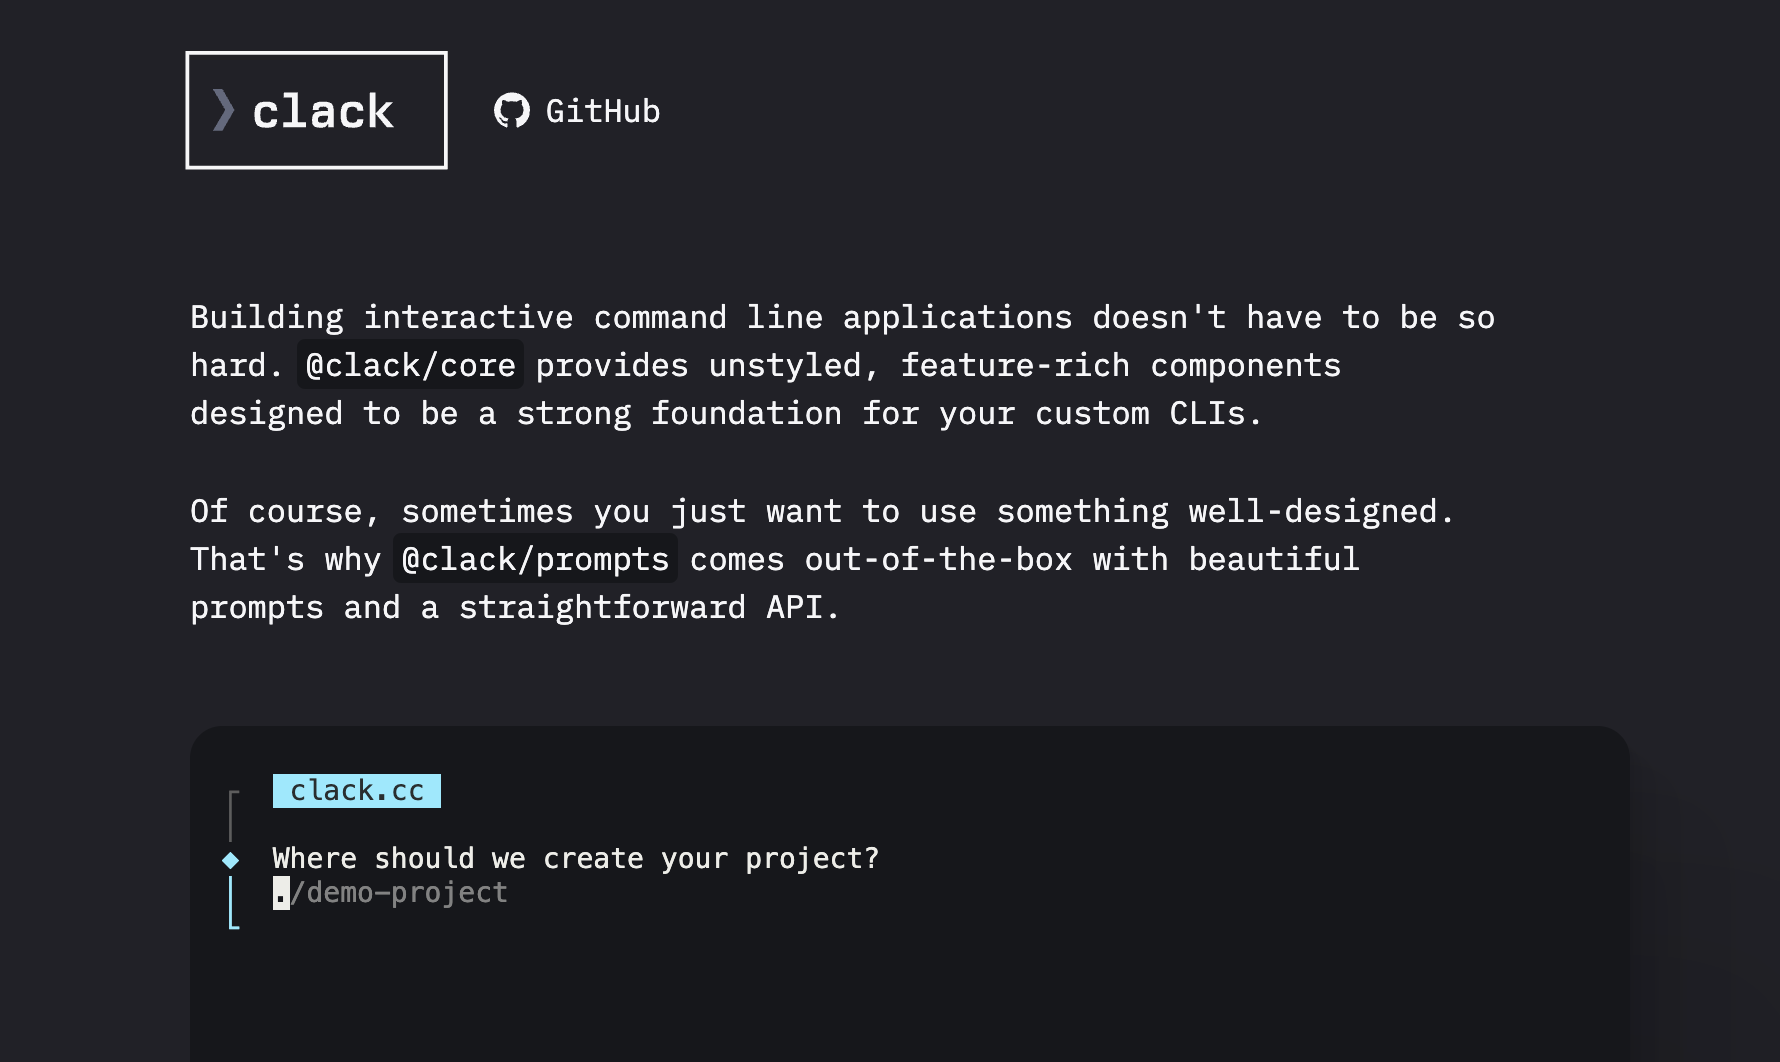 ❯ clack
GitHub
Building interactive command line applications doesn't have to be so
hard. @clack/core provides unstyled, feature-rich components
designed to be a strong foundation for your custom CLIs.
Of course, sometimes you just want to use something well-designed.
That's why @clack/prompts comes out-of-the-box with beautiful
prompts and a straightforward API.
clack.cc
Where should we create your project?
./demo-project